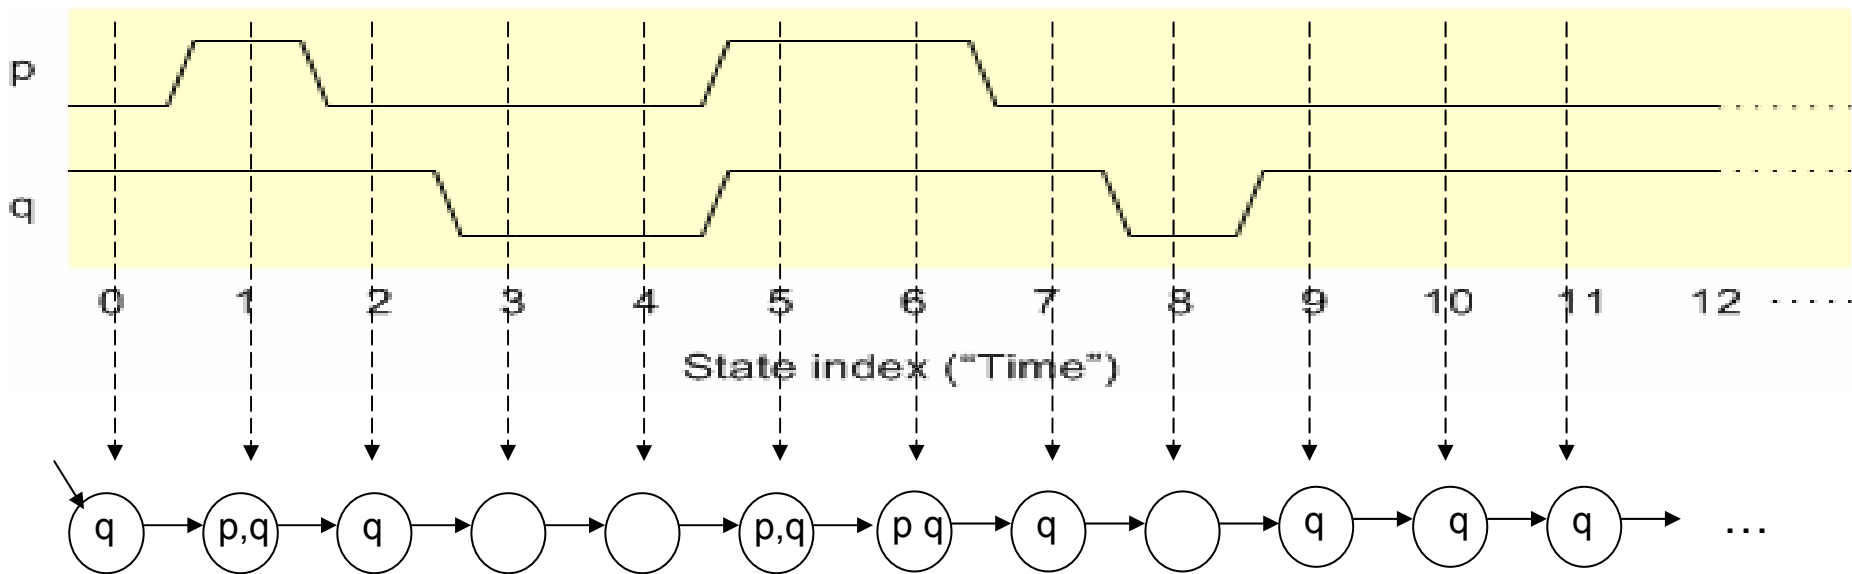 p
q
0 1 2 3 4 5 6 7 8 9 10 11 12 ·····
State index (“Time”)
q p,q q p,q p q q q q q ...